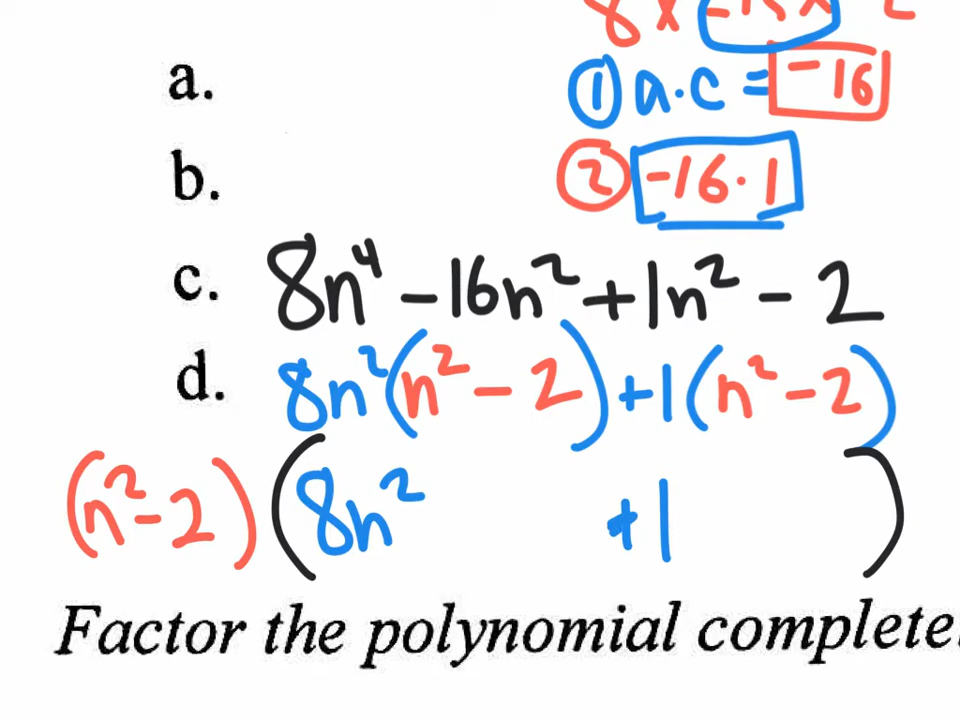 a.
① a·c = -16
b.
② -16·1
c. 8n⁴ - 16n² + 1n² - 2
d. 8n²(n² - 2) + 1(n² - 2)
(n² - 2)(8n² + 1)
Factor the polynomial complete